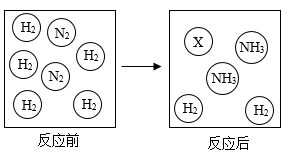 H₂ N₂
H₂ H₂
N₂
H₂ H₂
反应前
X NH₃
NH₃
H₂ H₂
反应后